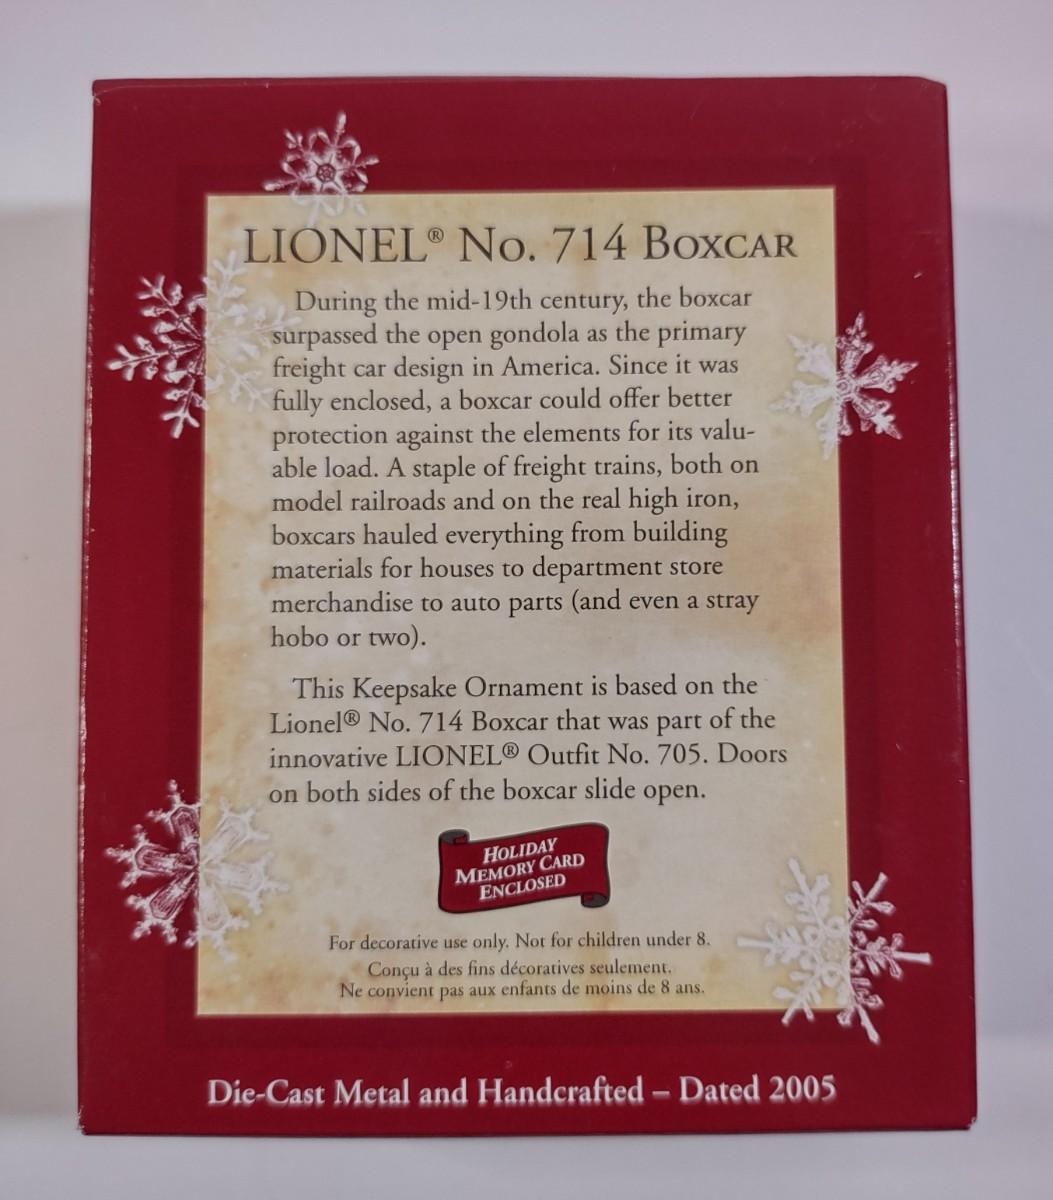 LIONEL® No. 714 BOXCAR
During the mid-19th century, the boxcar
surpassed the open gondola as the primary
freight car design in America. Since it was
fully enclosed, a boxcar could offer better
protection against the elements for its valu-
able load. A staple of freight trains, both on
model railroads and on the real high iron,
boxcars hauled everything from building
materials for houses to department store
merchandise to auto parts (and even a stray
hobo or two).
This Keepsake Ornament is based on the
Lionel® No. 714 Boxcar that was part of the
innovative LIONEL® Outfit No. 705. Doors
on both sides of the boxcar slide open.
HOLIDAY
MEMORY CARD
ENCLOSED
For decorative use only. Not for children under 8.
Conçu à des fins décoratives seulement.
Ne convient pas aux enfants de moins de 8 ans.
Die-Cast Metal and Handcrafted – Dated 2005